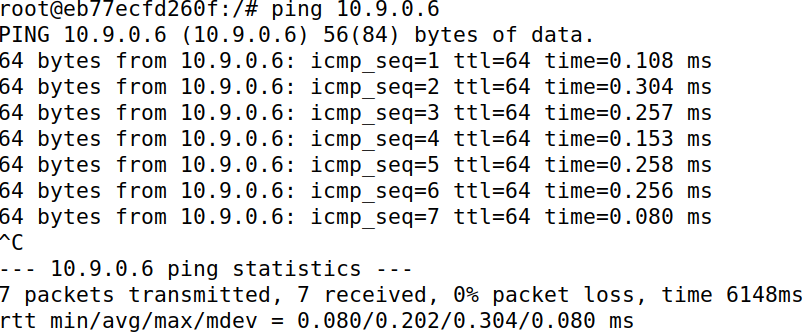 root@eb77ecfd260f:/# ping 10.9.0.6
PING 10.9.0.6 (10.9.0.6) 56(84) bytes of data.
64 bytes from 10.9.0.6: icmp_seq=1 ttl=64 time=0.108 ms
64 bytes from 10.9.0.6: icmp_seq=2 ttl=64 time=0.304 ms
64 bytes from 10.9.0.6: icmp_seq=3 ttl=64 time=0.257 ms
64 bytes from 10.9.0.6: icmp_seq=4 ttl=64 time=0.153 ms
64 bytes from 10.9.0.6: icmp_seq=5 ttl=64 time=0.258 ms
64 bytes from 10.9.0.6: icmp_seq=6 ttl=64 time=0.256 ms
64 bytes from 10.9.0.6: icmp_seq=7 ttl=64 time=0.080 ms
^C
--- 10.9.0.6 ping statistics ---
7 packets transmitted, 7 received, 0% packet loss, time 6148ms
rtt min/avg/max/mdev = 0.080/0.202/0.304/0.080 ms